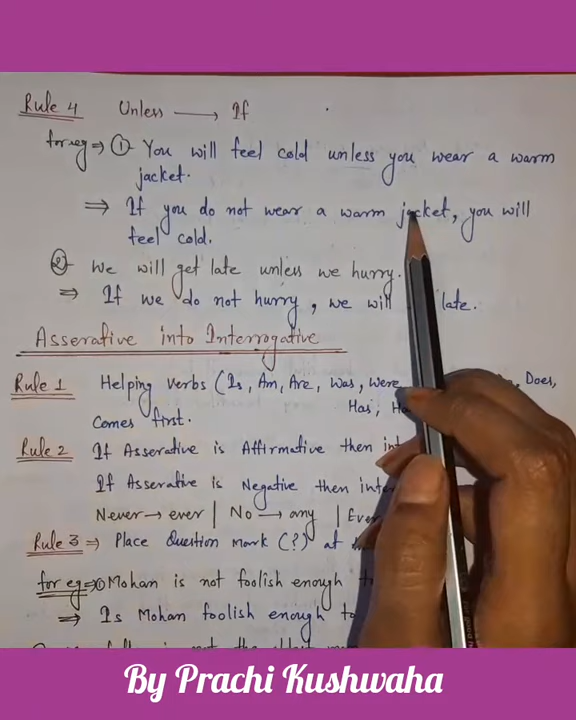 Rule 4 Unless → If
for eg ⇒ ① You will feel cold unless you wear a warm
jacket.
⇒ If you do not wear a warm jacket, you will
feel cold.
② We will get late unless we hurry.
⇒ If we do not hurry, we will late.
Asserative into Interrogative
Rule 1 Helping verbs (Is, Am, Are, Was, Were, Does,
Has,
Comes first.
Rule 2 If Asserative is Affirmative then
If Asserative is Negative then
Never → ever | No → any |
Rule 3 ⇒ Place Question mark (?) at
for eg ⇒ ① Mohan is not foolish enough
⇒ Is Mohan foolish enough
By Prachi Kushwaha